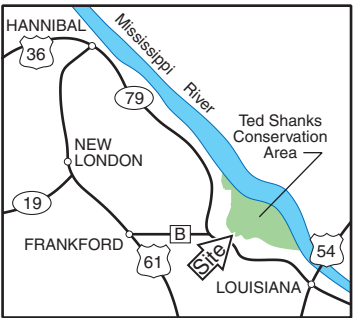 HANNIBAL
36
Mississippi
River
79
Ted Shanks
Conservation
Area
NEW
LONDON
19
FRANKFORD
B
Site
61
54
LOUISIANA